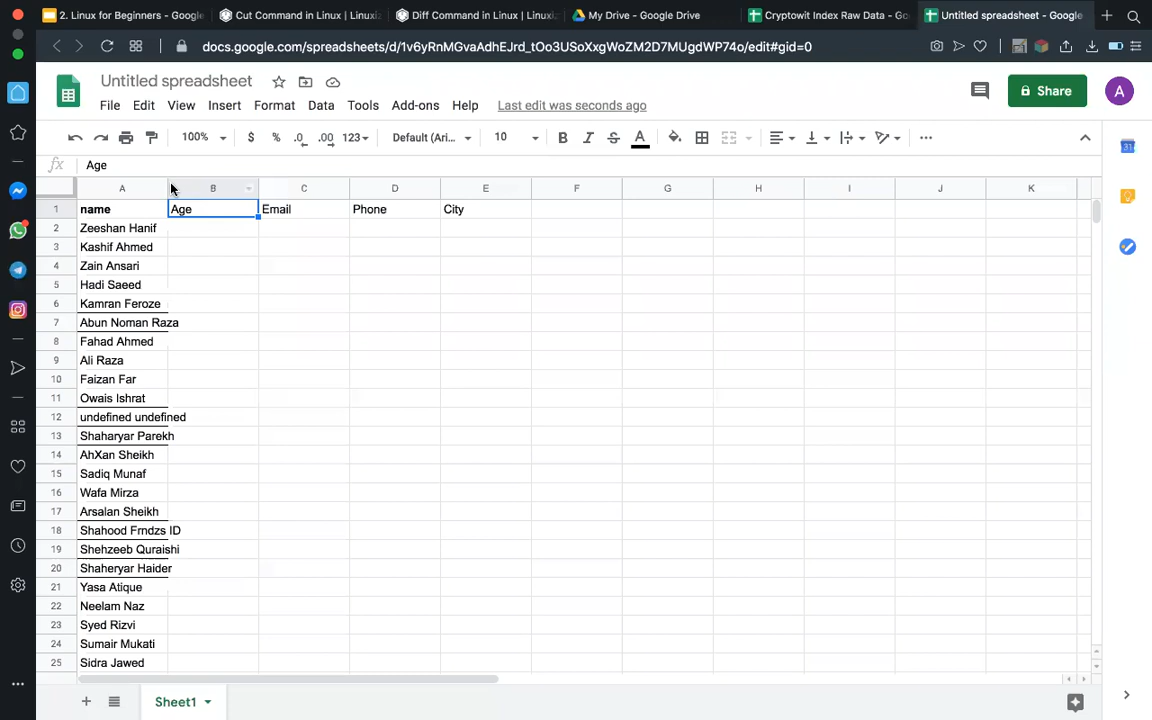 2. Linux for Beginners - Google
Cut Command in Linux | Linuxiz
Diff Command in Linux | Linux
My Drive - Google Drive
Cryptowit Index Raw Data - Go
Untitled spreadsheet - Google
docs.google.com/spreadsheets/d/1v6yRnMGvaAdhEJrd_tOo3USoXxgWoZM2D7MUgdWP74o/edit#gid=0
Untitled spreadsheet
File Edit View Insert Format Data Tools Add-ons Help Last edit was seconds ago
Share
A
100% $ % .0 .00 123 Default (Ari... 10 B I S A
31
fx Age
A B C D E F G H I J K
1 name Age Email Phone City
2 Zeeshan Hanif
3 Kashif Ahmed
4 Zain Ansari
5 Hadi Saeed
6 Kamran Feroze
7 Abun Noman Raza
8 Fahad Ahmed
9 Ali Raza
10 Faizan Far
11 Owais Ishrat
12 undefined undefined
13 Shaharyar Parekh
14 AhXan Sheikh
15 Sadiq Munaf
16 Wafa Mirza
17 Arsalan Sheikh
18 Shahood Frndzs ID
19 Shehzeeb Quraishi
20 Shaheryar Haider
21 Yasa Atique
22 Neelam Naz
23 Syed Rizvi
24 Sumair Mukati
25 Sidra Jawed
Sheet1